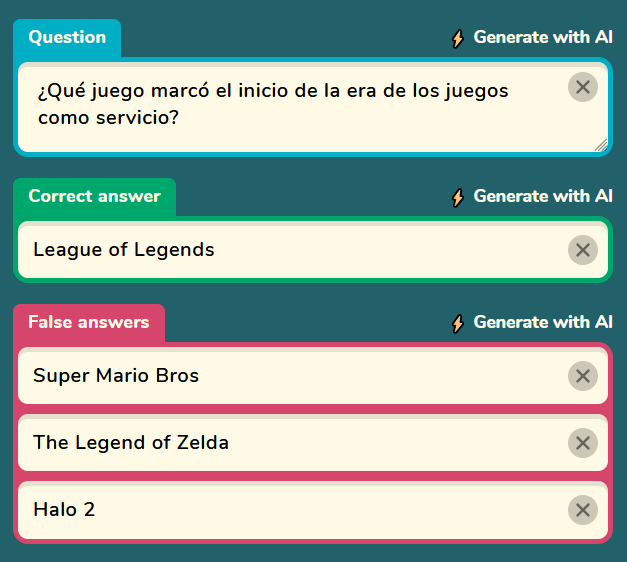 Question
Generate with AI
¿Qué juego marcó el inicio de la era de los juegos
como servicio?
Correct answer
Generate with AI
League of Legends
False answers
Generate with AI
Super Mario Bros
The Legend of Zelda
Halo 2